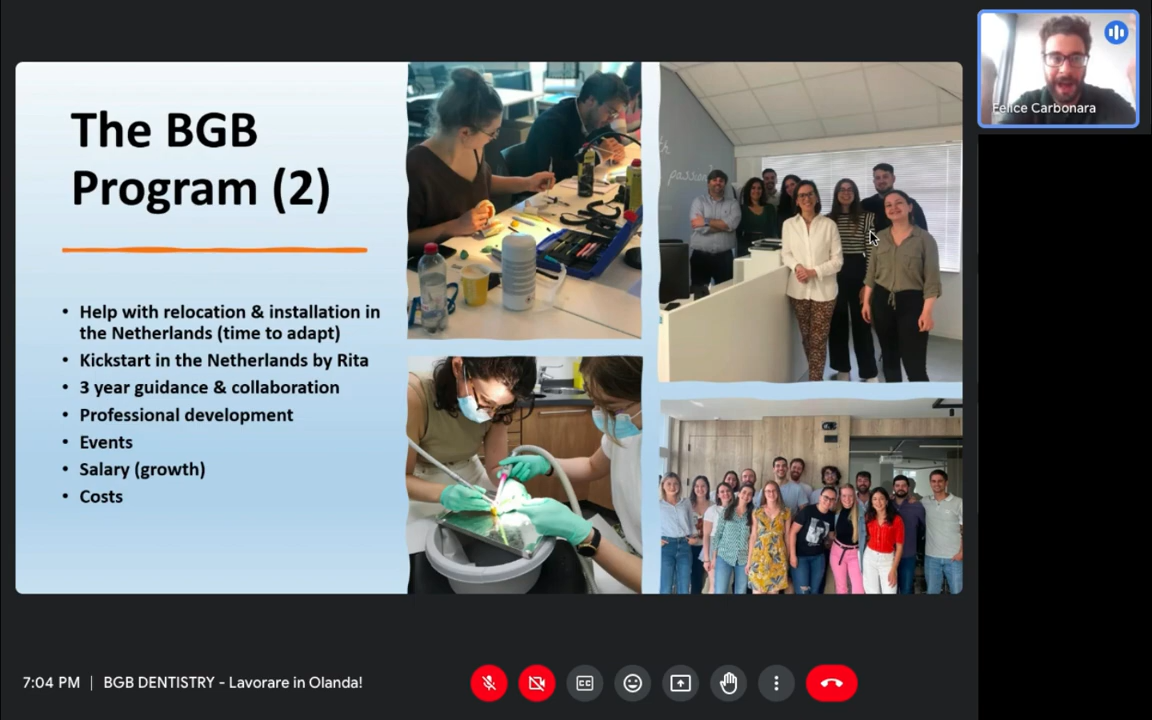 The BGB
Program (2)
• Help with relocation & installation in
the Netherlands (time to adapt)
• Kickstart in the Netherlands by Rita
• 3 year guidance & collaboration
• Professional development
• Events
• Salary (growth)
• Costs
passion
Felice Carbonara
7:04 PM | BGB DENTISTRY - Lavorare in Olanda!
CC